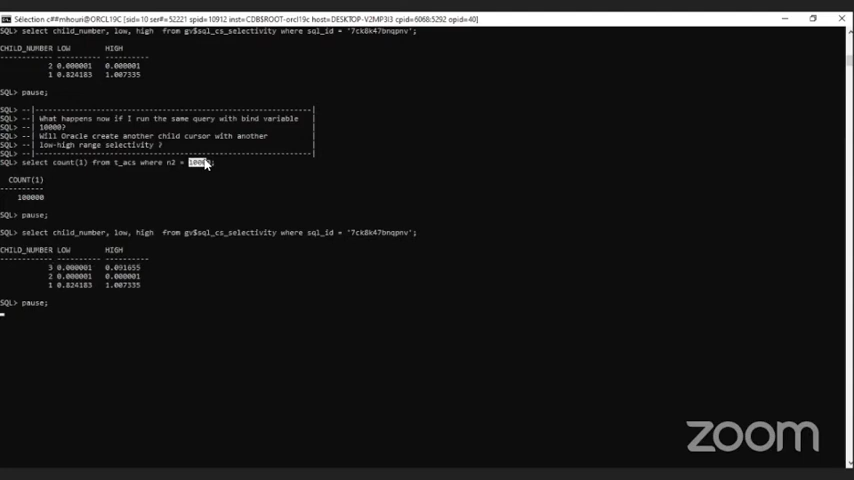 Sélection c##mhouri@ORCL19C [sid=10 ser#=52221 spid=10912 inst=CDB$ROOT-orcl19c host=DESKTOP-V2MP3I3 cpid=6068:5292 opid=40]
SQL> select child_number, low, high  from gv$sql_cs_selectivity where sql_id = '7ck8k47bnqpnv';
CHILD_NUMBER LOW        HIGH
------------ ---------- ----------
2 0.000001   0.000001
1 0.824183   1.007335
SQL> pause;
SQL> --|---------------------------------------------------------------|
SQL> --| What happens now if I run the same query with bind variable   |
SQL> --| 10000?                                                        |
SQL> --| Will Oracle create another child cursor with another          |
SQL> --| low-high range selectivity ?                                  |
SQL> --|---------------------------------------------------------------|
SQL> select count(1) from t_acs where n2 =
COUNT(1)
----------
100000
SQL> pause;
SQL> select child_number, low, high  from gv$sql_cs_selectivity where sql_id = '7ck8k47bnqpnv';
CHILD_NUMBER LOW        HIGH
------------ ---------- ----------
3 0.000001   0.091655
2 0.000001   0.000001
1 0.824183   1.007335
SQL> pause;
zoom